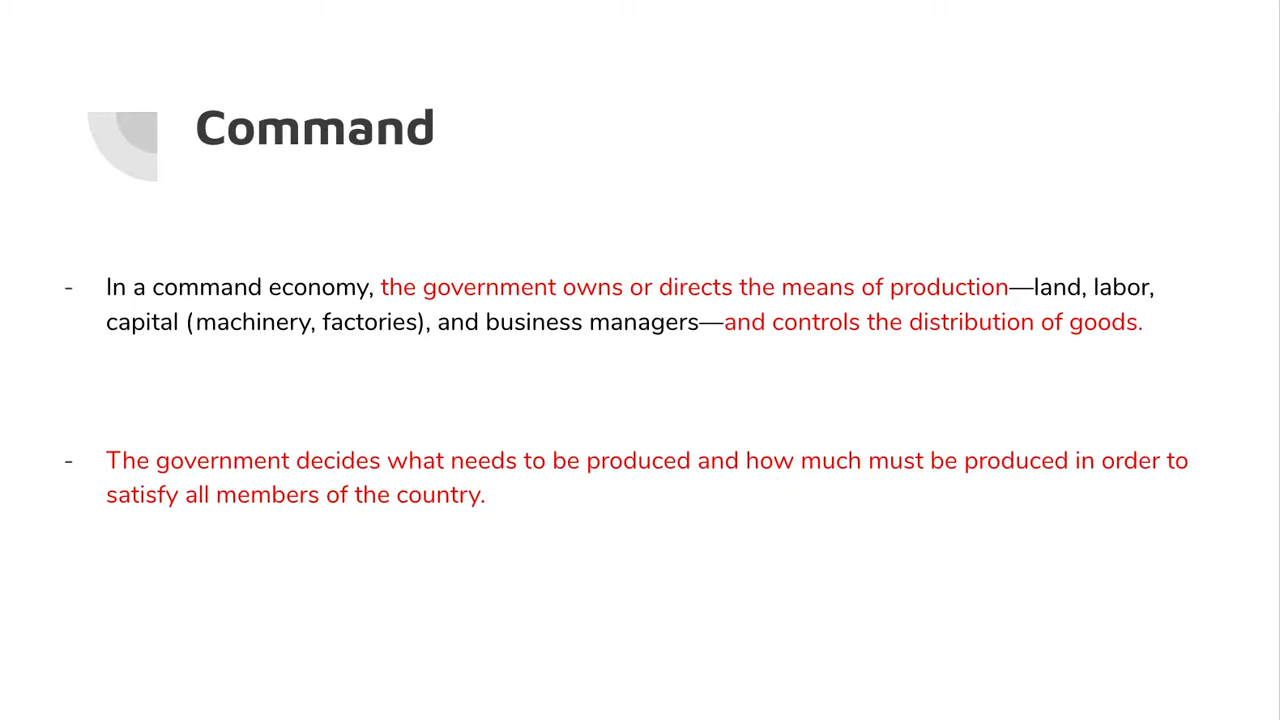 Command
- In a command economy, the government owns or directs the means of production—land, labor,
capital (machinery, factories), and business managers—and controls the distribution of goods.
- The government decides what needs to be produced and how much must be produced in order to
satisfy all members of the country.